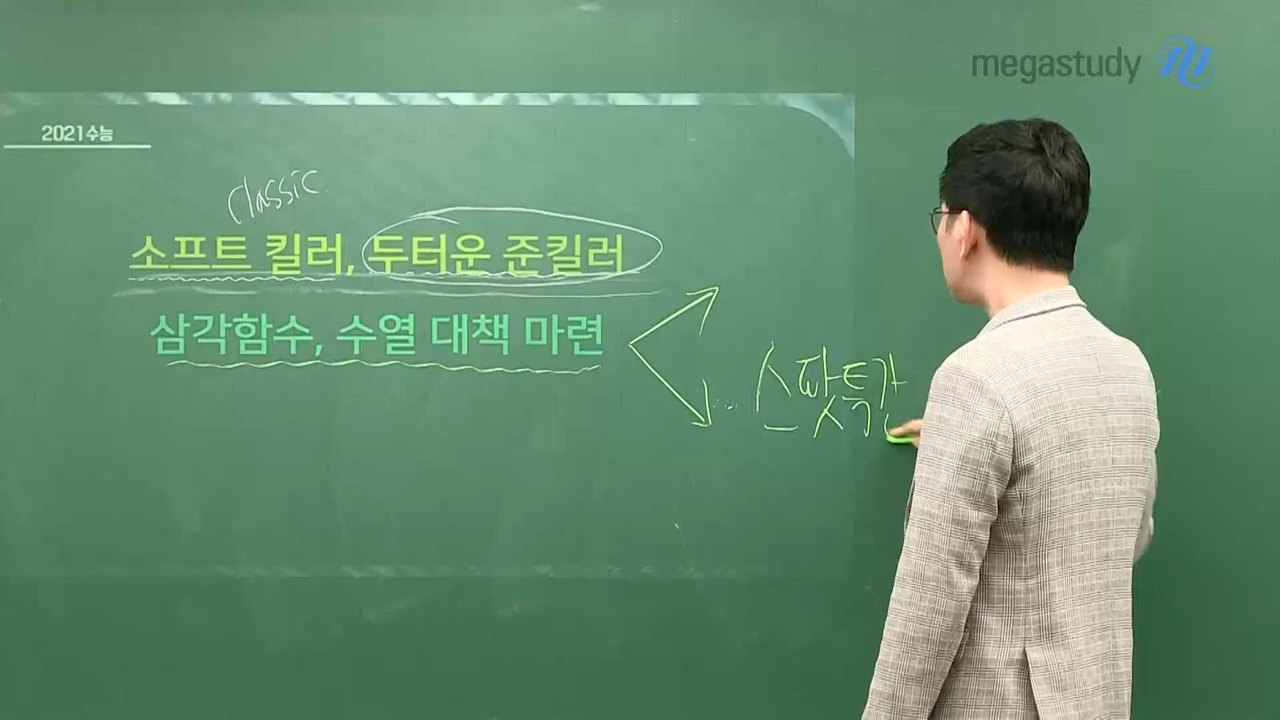 megastudy
2021수능
classic
소프트 킬러, 두터운 준킬러
삼각함수, 수열 대책 마련
스팟특강